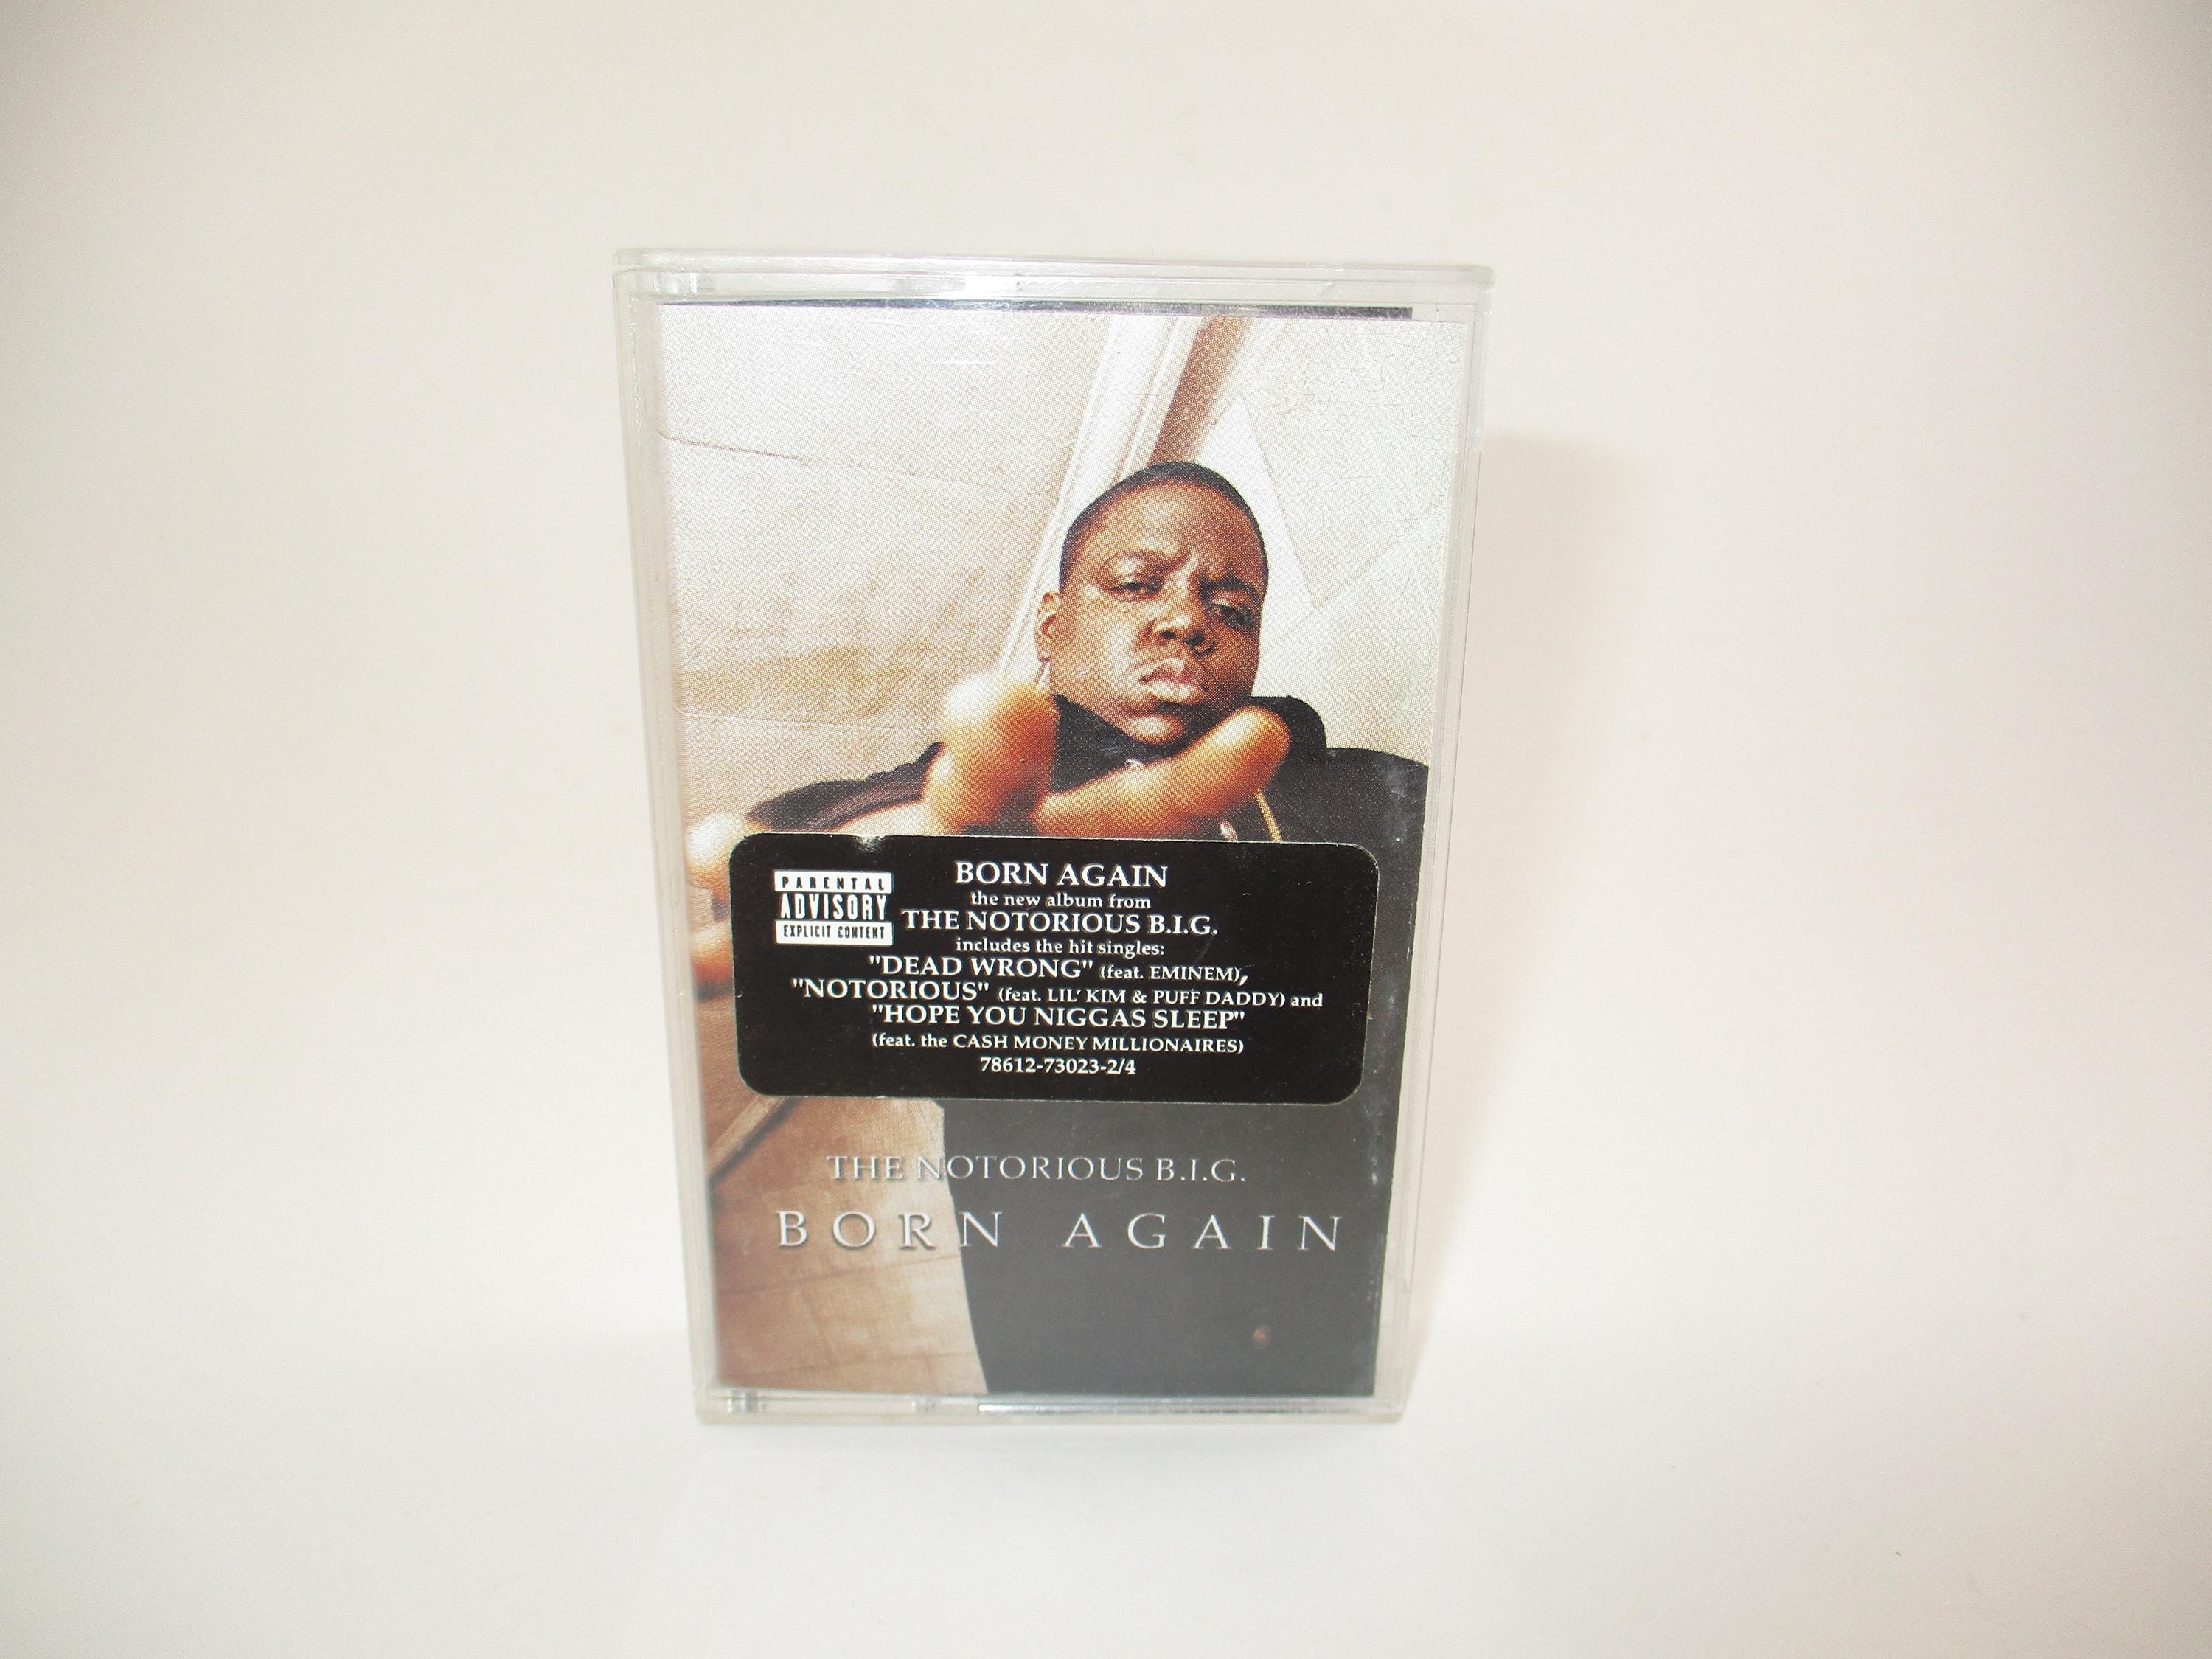 PARENTAL
ADVISORY
EXPLICIT CONTENT
BORN AGAIN
the new album from
THE NOTORIOUS B.I.G.
includes the hit singles:
"DEAD WRONG" (feat. EMINEM),
"NOTORIOUS" (feat. LIL' KIM & PUFF DADDY) and
"HOPE YOU NIGGAS SLEEP"
(feat. the CASH MONEY MILLIONAIRES)
78612-73023-2/4
THE NOTORIOUS B.I.G.
BORN AGAIN